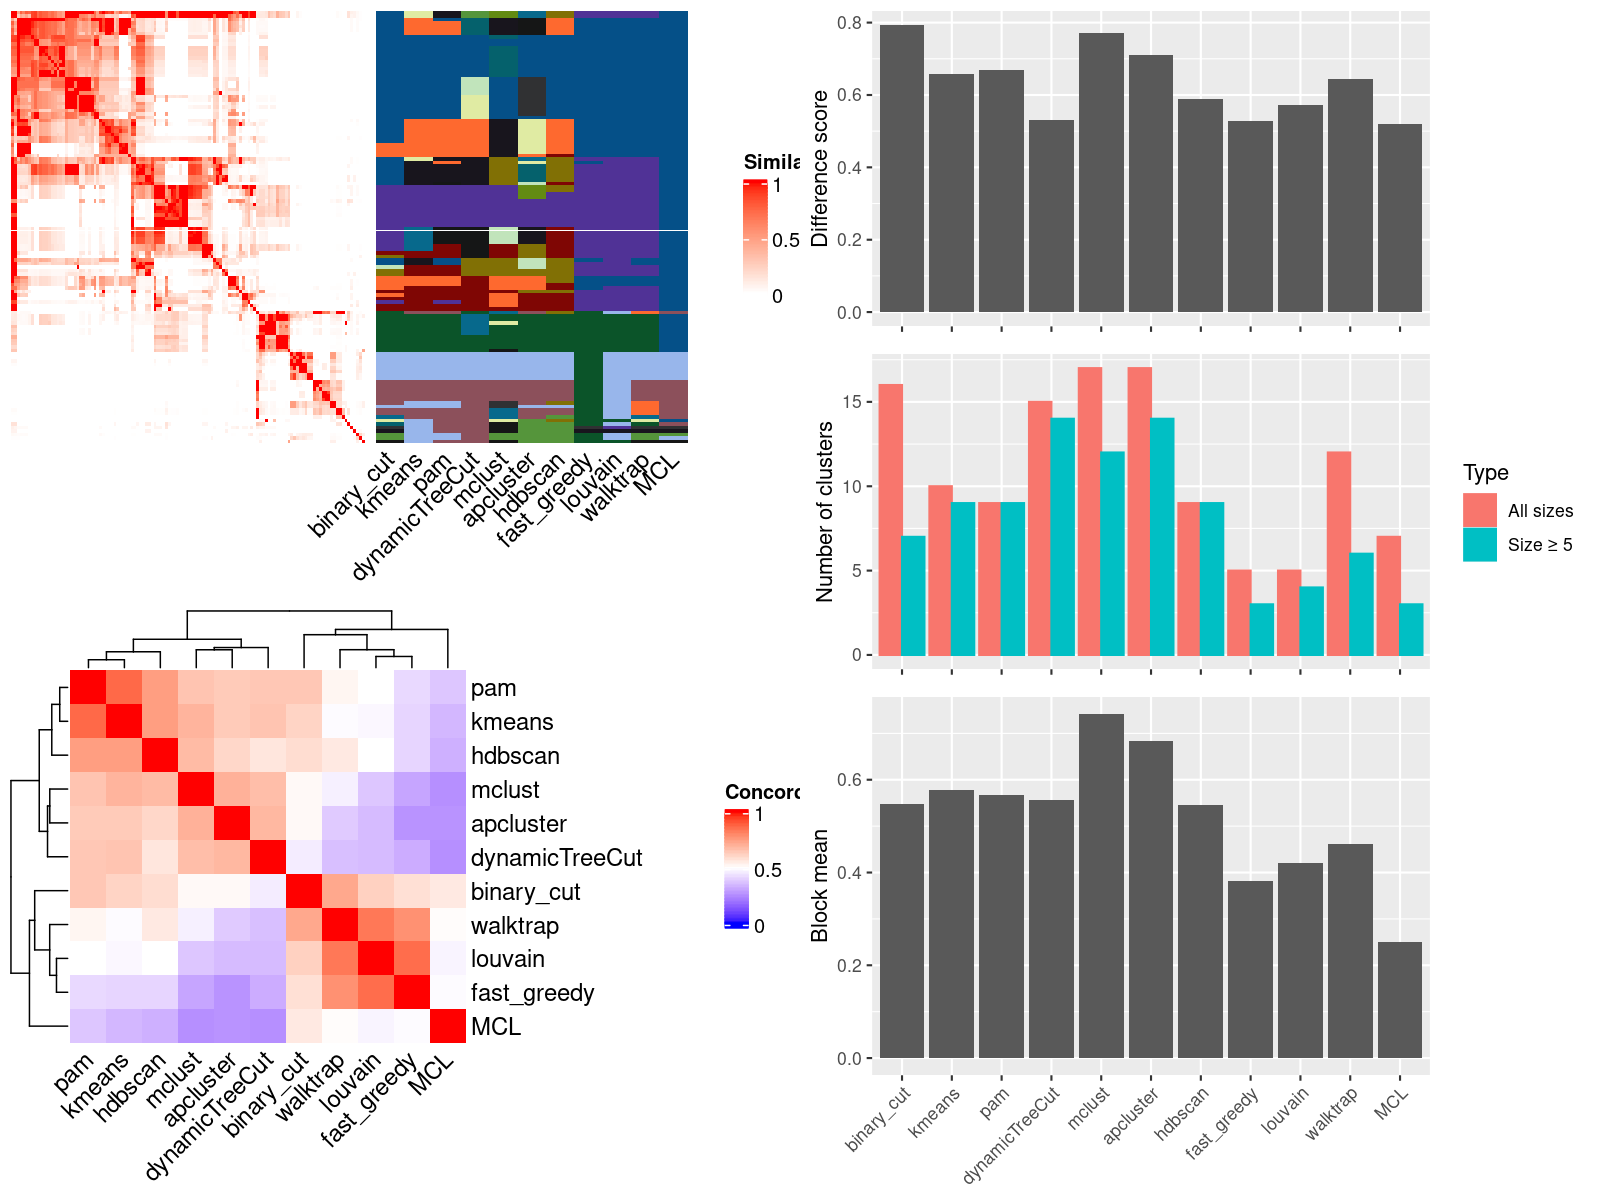 Simila
1
0.5
0
binary_cut
kmeans
pam
dynamicTreeCut
mclust
apcluster
hdbscan
fast_greedy
louvain
walktrap
MCL
Difference score
0.8
0.6
0.4
0.2
0.0
Number of clusters
15
10
5
0
Type
All sizes
Size ≥ 5
pam
kmeans
hdbscan
mclust
apcluster
dynamicTreeCut
binary_cut
walktrap
louvain
fast_greedy
MCL
pam
kmeans
hdbscan
mclust
apcluster
dynamicTreeCut
binary_cut
walktrap
louvain
fast_greedy
MCL
Concord
1
0.5
0
Block mean
0.6
0.4
0.2
0.0
binary_cut
kmeans
pam
dynamicTreeCut
mclust
apcluster
hdbscan
fast_greedy
louvain
walktrap
MCL